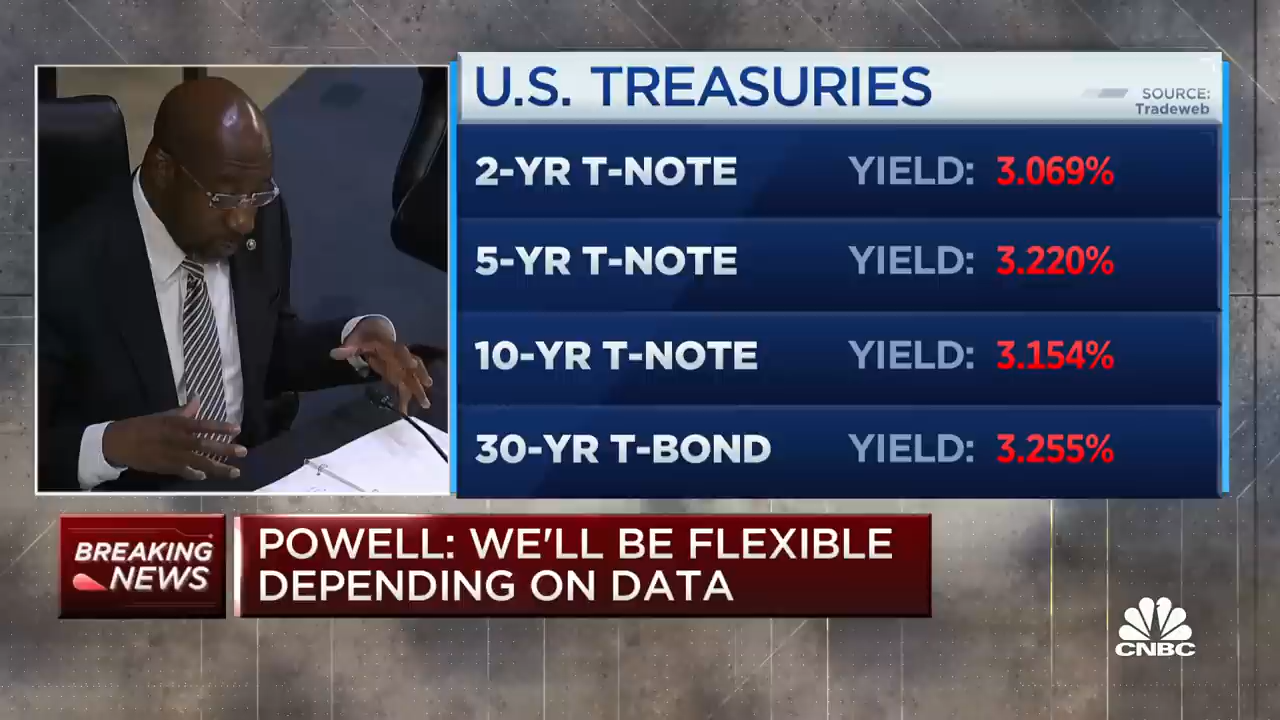 U.S. TREASURIES
SOURCE:
Tradeweb
2-YR T-NOTE YIELD: 3.069%
5-YR T-NOTE YIELD: 3.220%
10-YR T-NOTE YIELD: 3.154%
30-YR T-BOND YIELD: 3.255%
BREAKING
NEWS
POWELL: WE'LL BE FLEXIBLE
DEPENDING ON DATA
CNBC